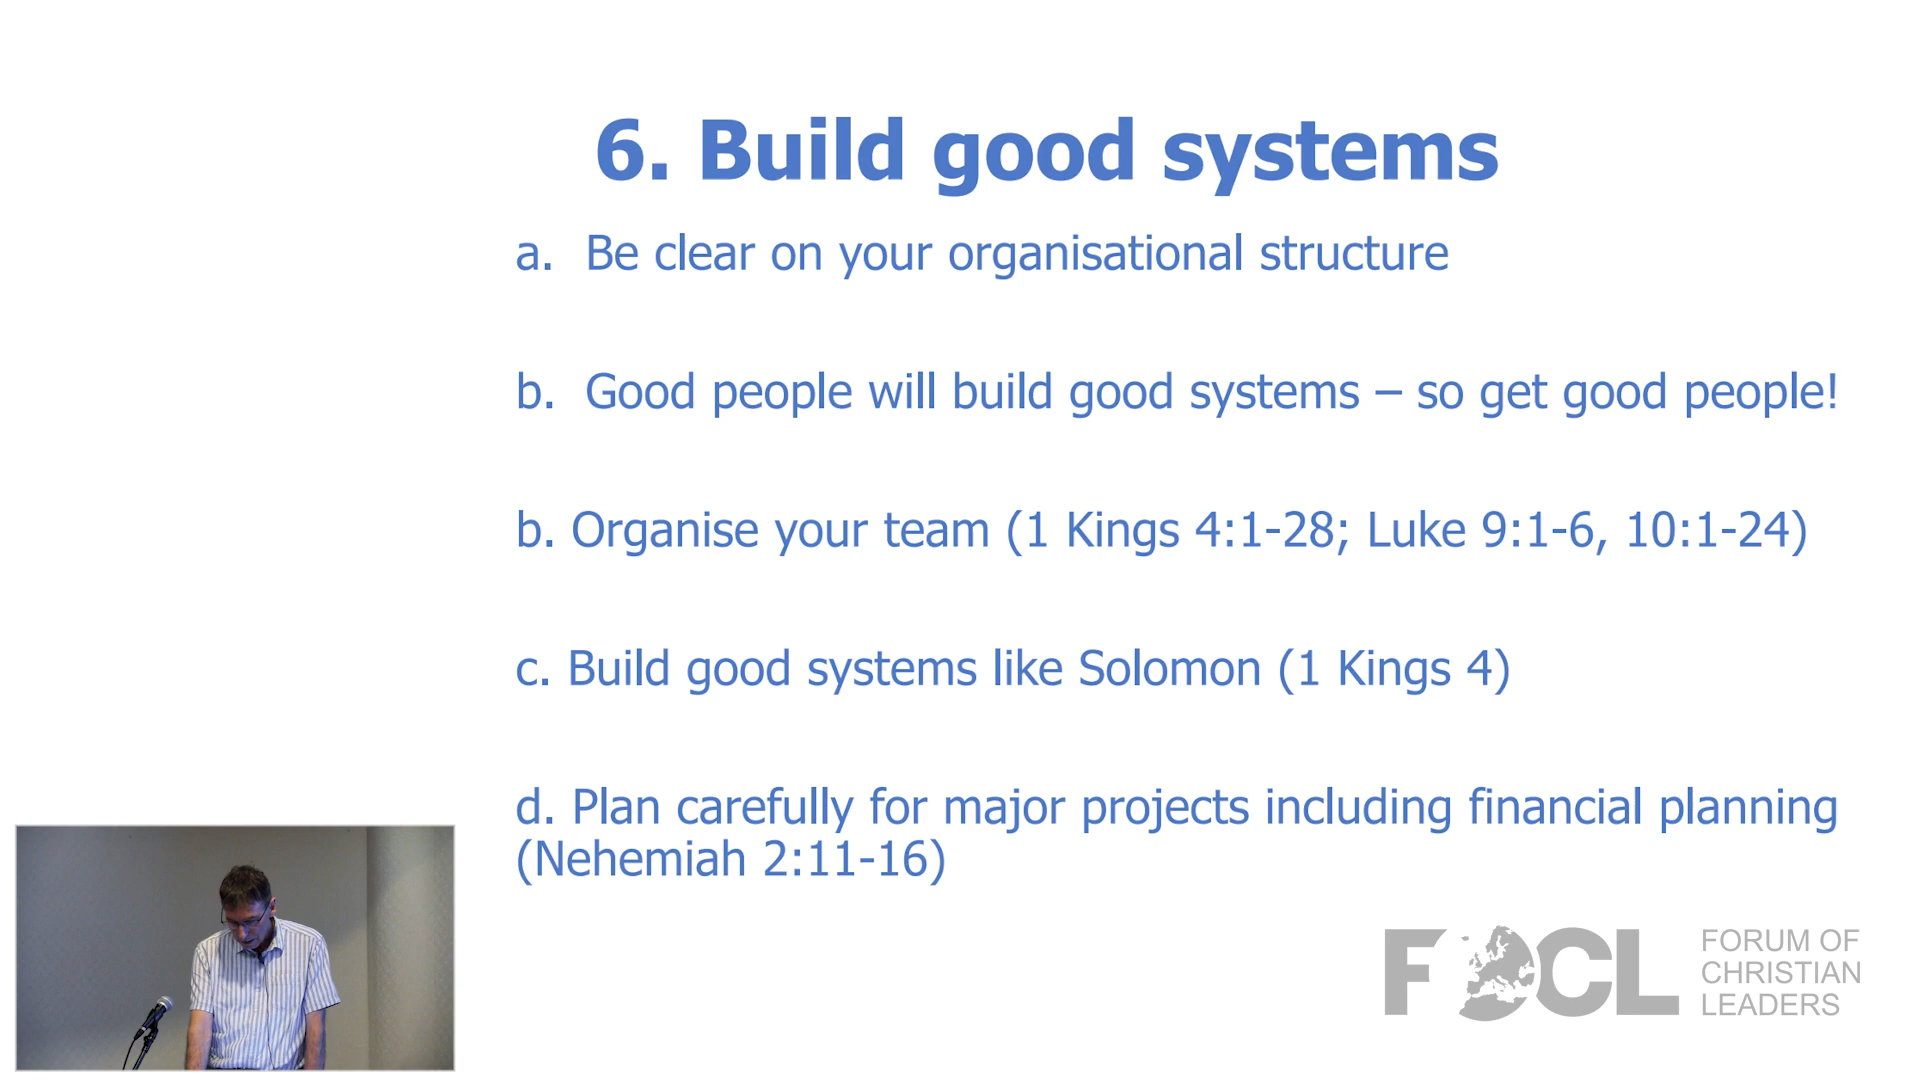 6. Build good systems
a. Be clear on your organisational structure
b. Good people will build good systems – so get good people!
b. Organise your team (1 Kings 4:1-28; Luke 9:1-6, 10:1-24)
c. Build good systems like Solomon (1 Kings 4)
d. Plan carefully for major projects including financial planning
(Nehemiah 2:11-16)
FOCL
FORUM OF
CHRISTIAN
LEADERS